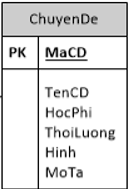 ChuyenDe
PK MaCD
TenCD
HocPhi
ThoiLuong
Hinh
MoTa